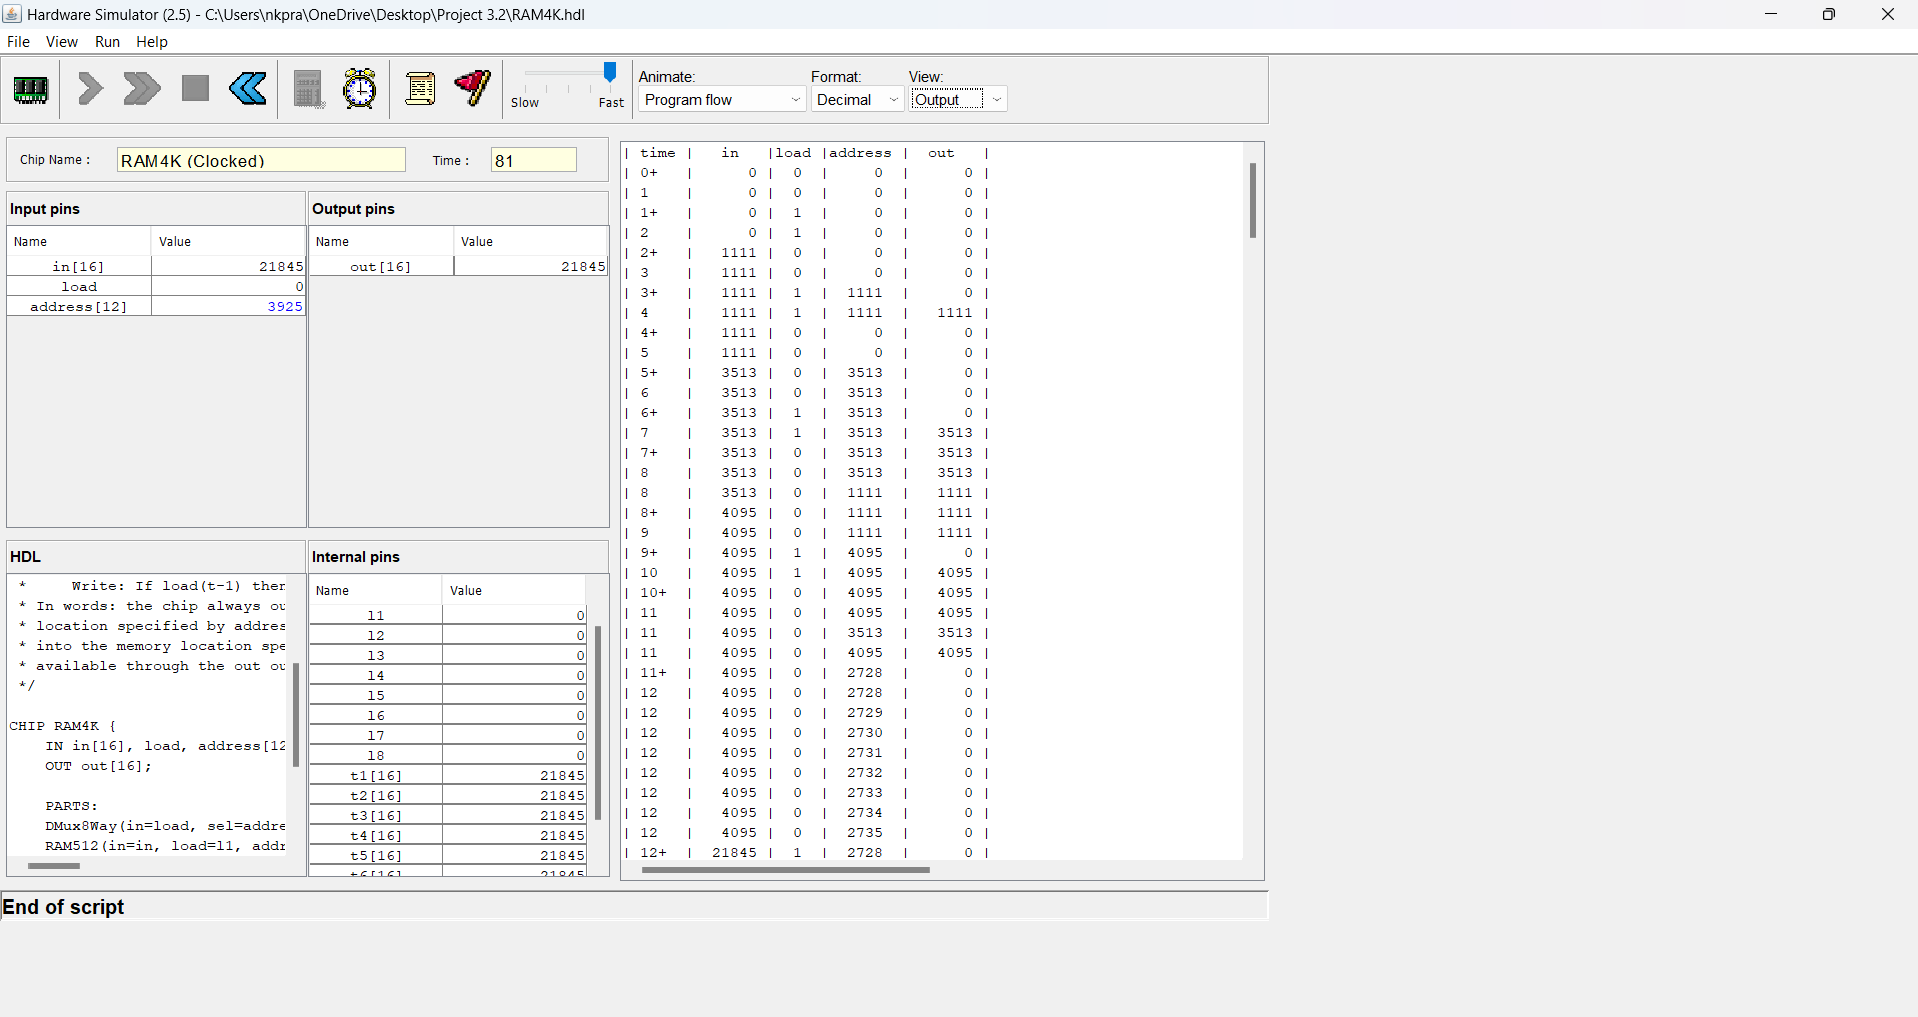 Hardware Simulator (2.5) - C:\Users\nkpra\OneDrive\Desktop\Project 3.2\RAM4K.hdl
File View Run Help
Slow Fast
Animate: Format: View:
Program flow Decimal Output
Chip Name : RAM4K (Clocked) Time : 81
Input pins
Name Value
in[16] 21845
load 0
address[12] 3925
Output pins
Name Value
out[16] 21845
HDL
* Write: If load(t-1) then
* In words: the chip always ou
* location specified by addres
* into the memory location spe
* available through the out ou
*/
CHIP RAM4K {
IN in[16], load, address[12
OUT out[16];
PARTS:
DMux8Way(in=load, sel=addre
RAM512(in=in, load=l1, addr
Internal pins
Name Value
l1 0
l2 0
l3 0
l4 0
l5 0
l6 0
l7 0
l8 0
t1[16] 21845
t2[16] 21845
t3[16] 21845
t4[16] 21845
t5[16] 21845
t6[16] 21845
| time | in |load |address | out |
| 0+ | 0 | 0 | 0 | 0 |
| 1 | 0 | 0 | 0 | 0 |
| 1+ | 0 | 1 | 0 | 0 |
| 2 | 0 | 1 | 0 | 0 |
| 2+ | 1111 | 0 | 0 | 0 |
| 3 | 1111 | 0 | 0 | 0 |
| 3+ | 1111 | 1 | 1111 | 0 |
| 4 | 1111 | 1 | 1111 | 1111 |
| 4+ | 1111 | 0 | 0 | 0 |
| 5 | 1111 | 0 | 0 | 0 |
| 5+ | 3513 | 0 | 3513 | 0 |
| 6 | 3513 | 0 | 3513 | 0 |
| 6+ | 3513 | 1 | 3513 | 0 |
| 7 | 3513 | 1 | 3513 | 3513 |
| 7+ | 3513 | 0 | 3513 | 3513 |
| 8 | 3513 | 0 | 3513 | 3513 |
| 8 | 3513 | 0 | 1111 | 1111 |
| 8+ | 4095 | 0 | 1111 | 1111 |
| 9 | 4095 | 0 | 1111 | 1111 |
| 9+ | 4095 | 1 | 4095 | 0 |
| 10 | 4095 | 1 | 4095 | 4095 |
| 10+ | 4095 | 0 | 4095 | 4095 |
| 11 | 4095 | 0 | 4095 | 4095 |
| 11 | 4095 | 0 | 3513 | 3513 |
| 11 | 4095 | 0 | 4095 | 4095 |
| 11+ | 4095 | 0 | 2728 | 0 |
| 12 | 4095 | 0 | 2728 | 0 |
| 12 | 4095 | 0 | 2729 | 0 |
| 12 | 4095 | 0 | 2730 | 0 |
| 12 | 4095 | 0 | 2731 | 0 |
| 12 | 4095 | 0 | 2732 | 0 |
| 12 | 4095 | 0 | 2733 | 0 |
| 12 | 4095 | 0 | 2734 | 0 |
| 12 | 4095 | 0 | 2735 | 0 |
| 12+ | 21845 | 1 | 2728 | 0 |
End of script